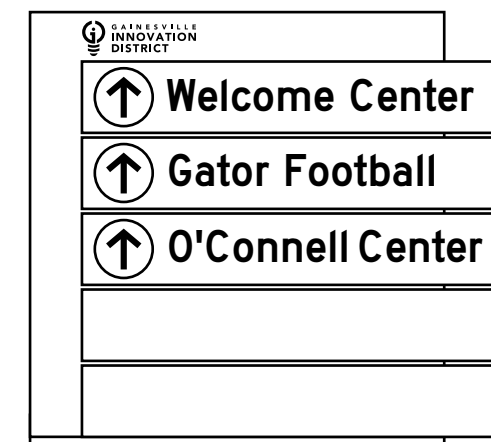 GAINESVILLE
INNOVATION
DISTRICT
Welcome Center
Gator Football
O'Connell Center